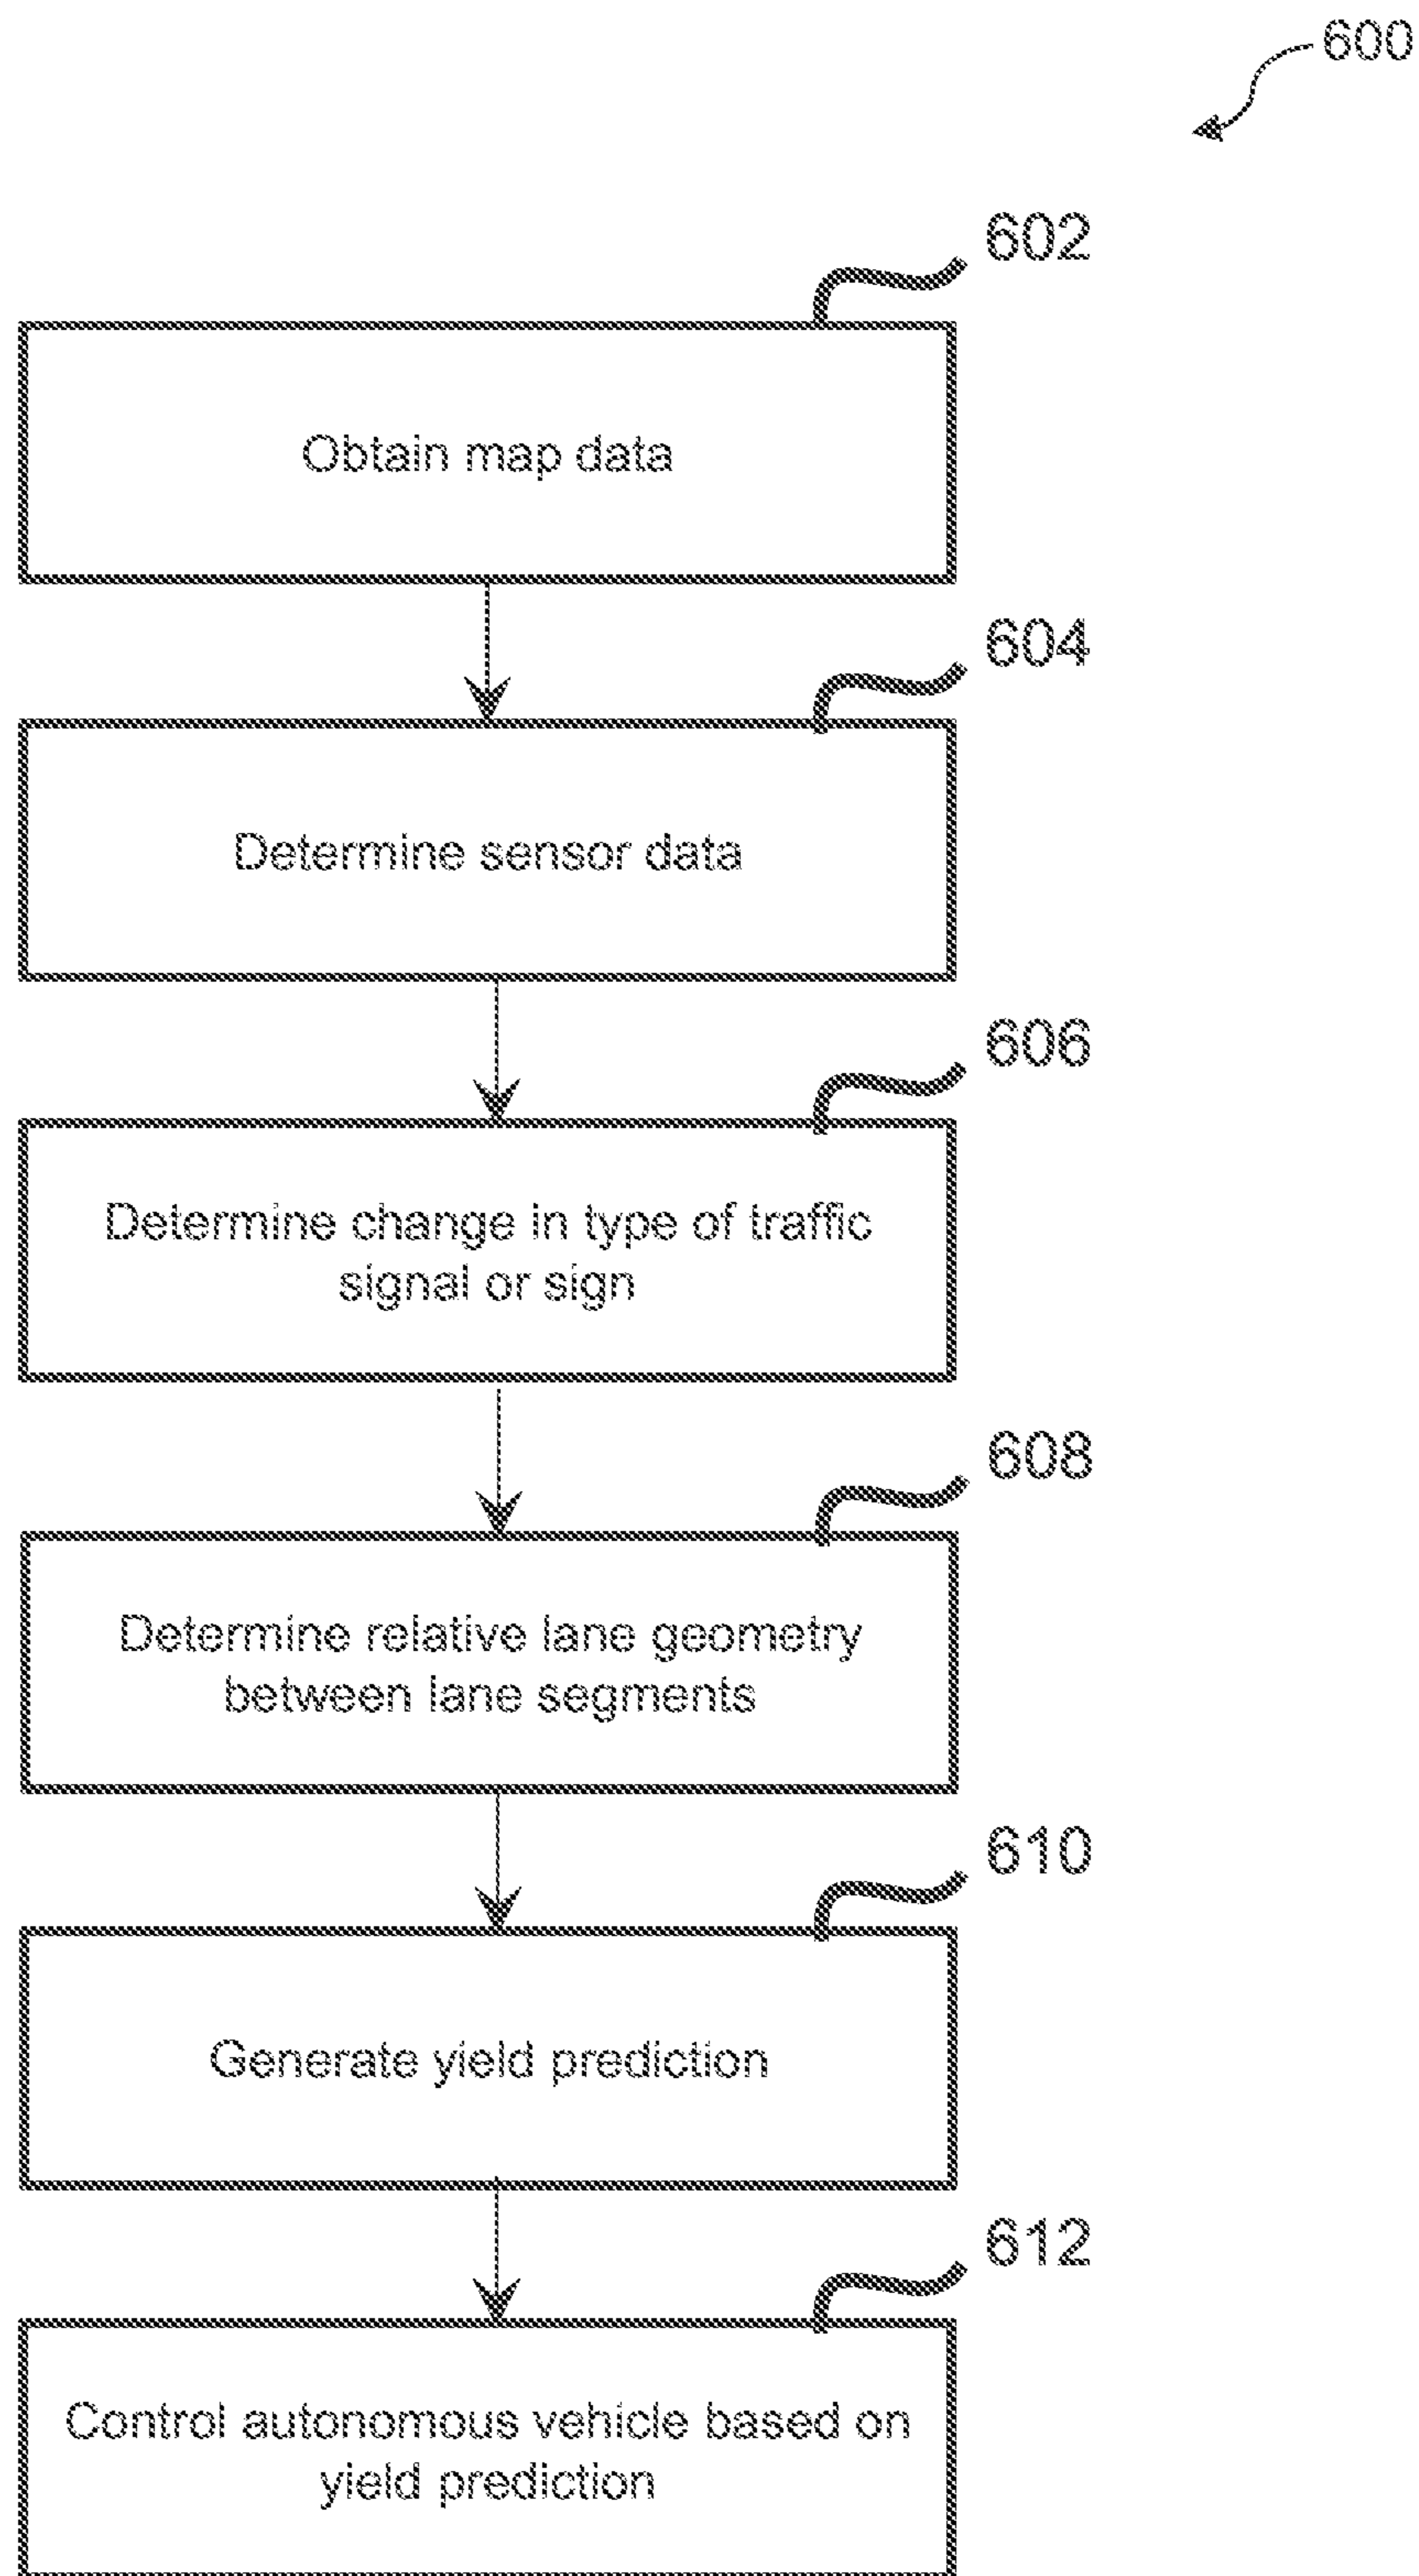 600
602
Obtain map data
604
Determine sensor data
606
Determine change in type of traffic
signal or sign
608
Determine relative lane geometry
between lane segments
610
Generate yield prediction
612
Control autonomous vehicle based on
yield prediction